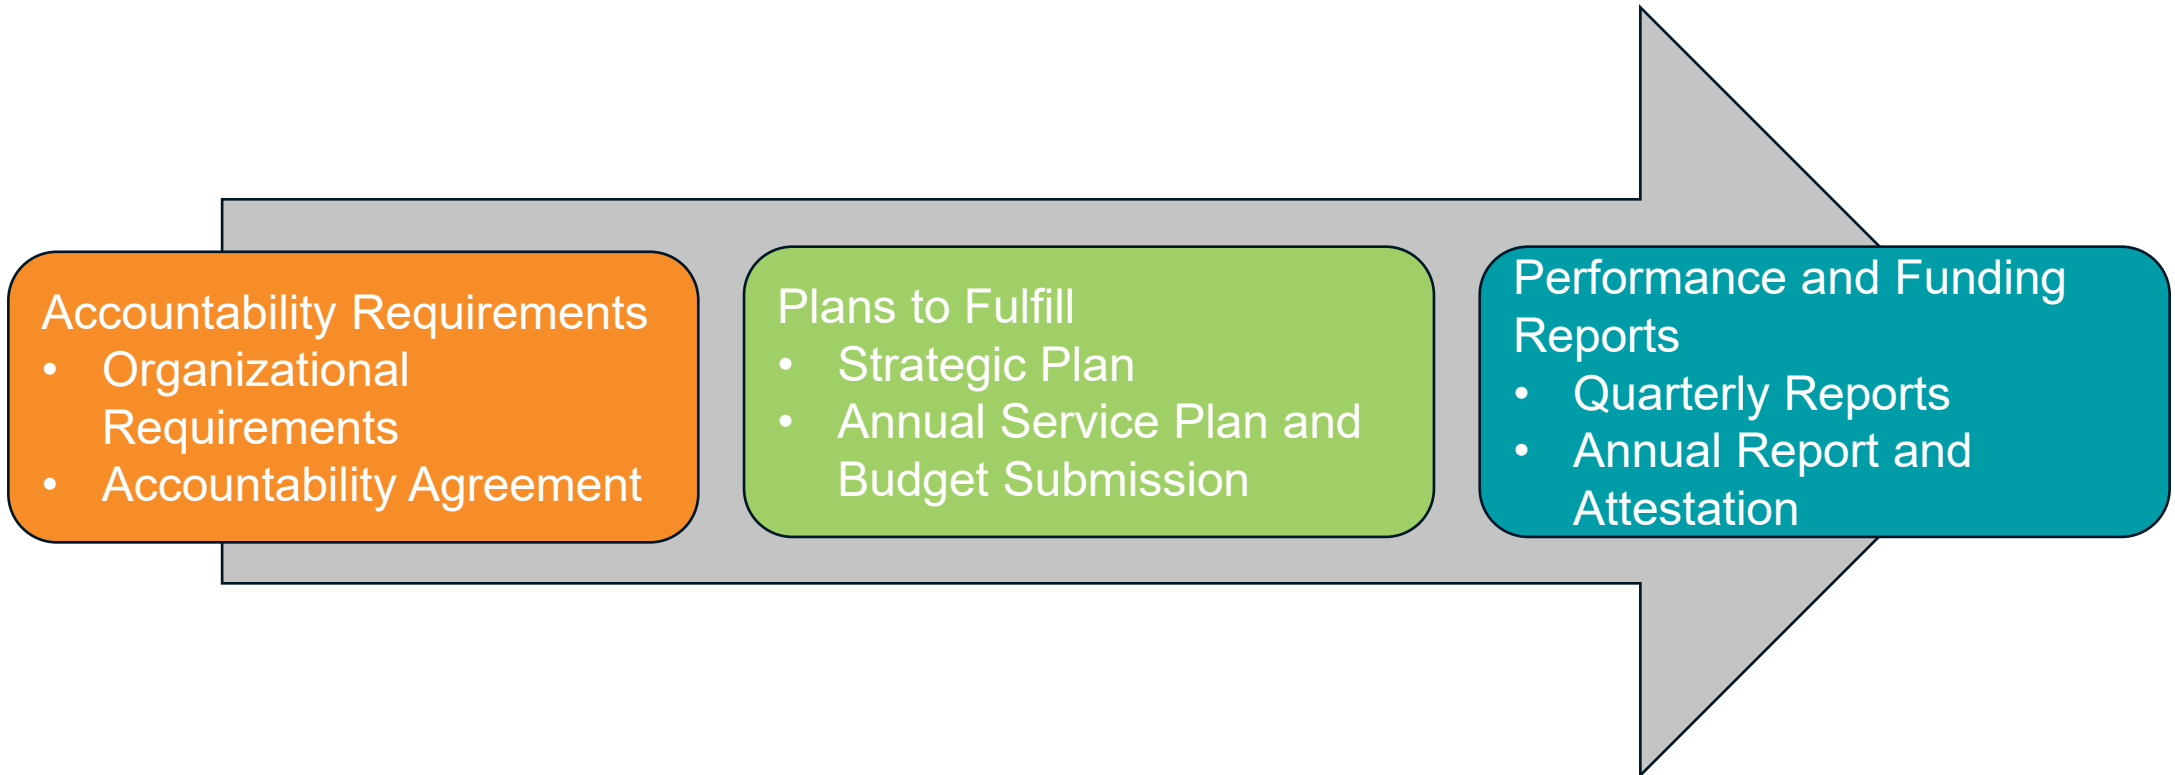 Accountability Requirements
• Organizational
Requirements
• Accountability Agreement
Plans to Fulfill
• Strategic Plan
• Annual Service Plan and
Budget Submission
Performance and Funding
Reports
• Quarterly Reports
• Annual Report and
Attestation